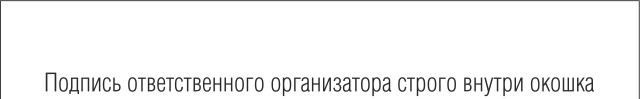 Подпись ответственного организатора строго внутри окошка